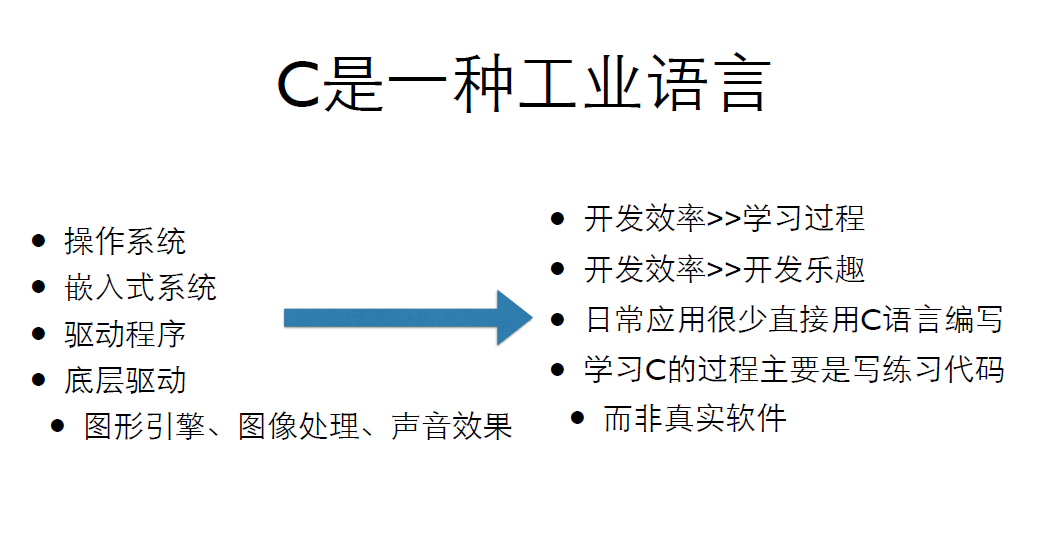 C是一种工业语言
操作系统
嵌入式系统
驱动程序
底层驱动
图形引擎、图像处理、声音效果
开发效率>>学习过程
开发效率>>开发乐趣
日常应用很少直接用C语言编写
学习C的过程主要是写练习代码
而非真实软件